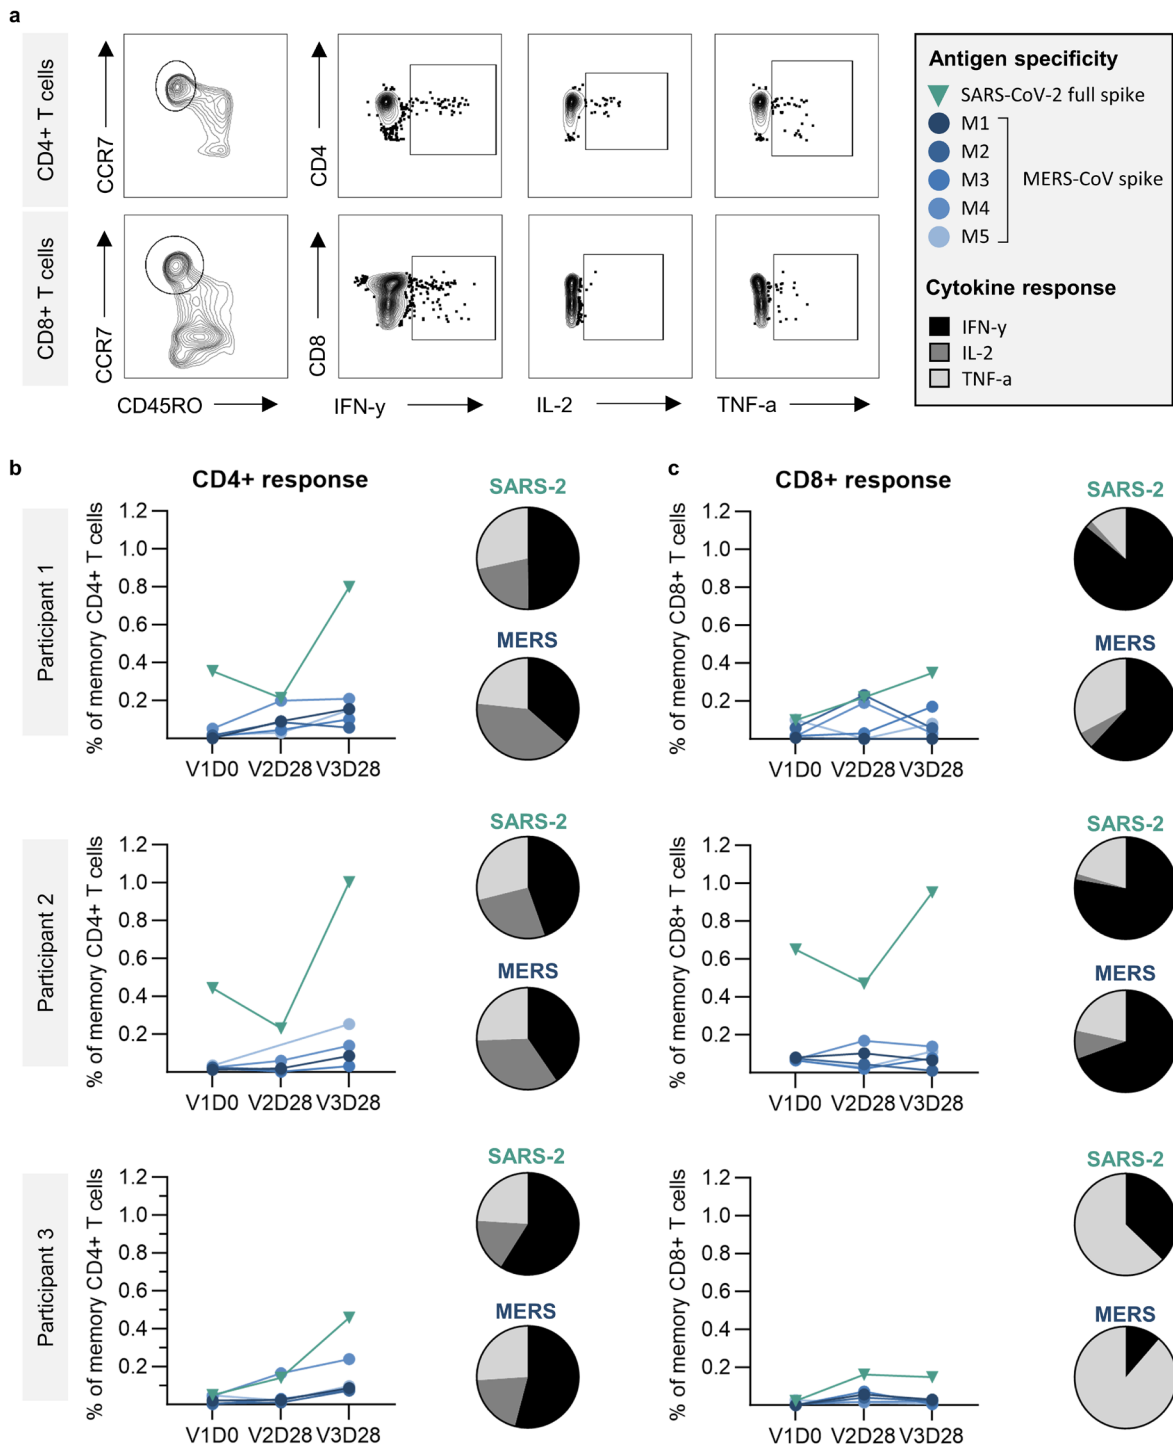 a
CD4+ T cells
CCR7
CD4
CD8+ T cells
CCR7
CD8
CD45RO
IFN-y
IL-2
TNF-a
Antigen specificity
SARS-CoV-2 full spike
M1
M2
M3
M4
M5
MERS-CoV spike
Cytokine response
IFN-y
IL-2
TNF-a
b
CD4+ response
c
CD8+ response
Participant 1
% of memory CD4+ T cells
1.2
1.0
0.8
0.6
0.4
0.2
V1D0 V2D28 V3D28
SARS-2
MERS
% of memory CD8+ T cells
1.2
1.0
0.8
0.6
0.4
0.2
V1D0 V2D28 V3D28
SARS-2
MERS
Participant 2
% of memory CD4+ T cells
1.2
1.0
0.8
0.6
0.4
0.2
V1D0 V2D28 V3D28
SARS-2
MERS
% of memory CD8+ T cells
1.2
1.0
0.8
0.6
0.4
0.2
V1D0 V2D28 V3D28
SARS-2
MERS
Participant 3
% of memory CD4+ T cells
1.2
1.0
0.8
0.6
0.4
0.2
V1D0 V2D28 V3D28
SARS-2
MERS
% of memory CD8+ T cells
1.2
1.0
0.8
0.6
0.4
0.2
V1D0 V2D28 V3D28
SARS-2
MERS